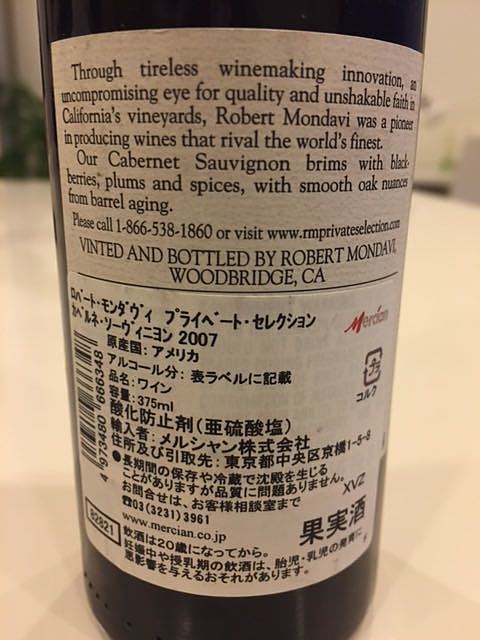 Through tireless winemaking innovation, an
uncompromising eye for quality and unshakable faith in
California's vineyards, Robert Mondavi was a pioneer
in producing wines that rival the world's finest.
Our Cabernet Sauvignon brims with black-
berries, plums and spices, with smooth oak nuances
from barrel aging.
Please call 1-866-538-1860 or visit www.rmprivateselection.com
VINTED AND BOTTLED BY ROBERT MONDAVI,
WOODBRIDGE, CA
ロバート・モンダヴィ プライベート・セレクション
カベルネ・ソーヴィニヨン 2007
Mercian
原産国:アメリカ
アルコール分:表ラベルに記載
品名:ワイン
容量:375ml
プ
コルク
酸化防止剤(亜硫酸塩)
輸入者:メルシャン株式会社
住所及び引取先:東京都中央区京橋1-5-8
●長期間の保存や冷蔵で沈殿を生じる
ことがありますが品質に問題ありません。
お問合せは、お客様相談室まで
☎03(3231)3961
www.mercian.co.jp
XVZ
果実酒
4973480 666348
82821
飲酒は20歳になってから。
妊娠中や授乳期の飲酒は、胎児・乳児の発育に
悪影響を与えるおそれがあります。